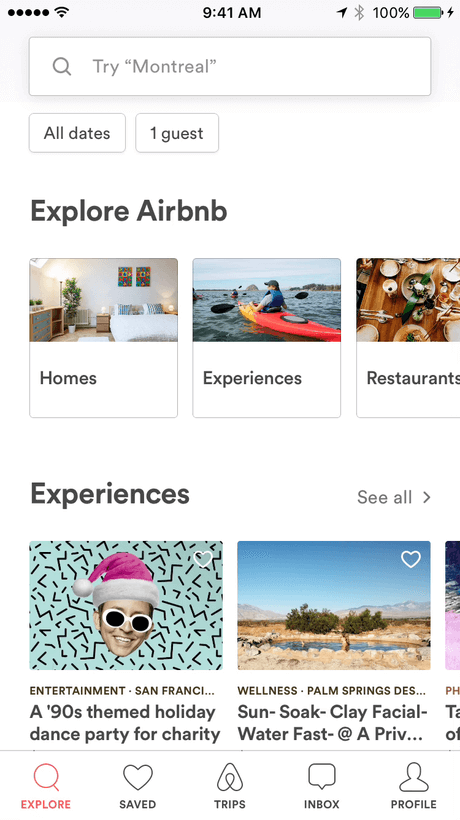 9:41 AM 100%
Try “Montreal”
All dates 1 guest
Explore Airbnb
Homes Experiences Restaurants
Experiences See all
ENTERTAINMENT · SAN FRANCI... WELLNESS · PALM SPRINGS DES... PH
A '90s themed holiday Sun- Soak- Clay Facial- Ta
dance party for charity Water Fast- @ A Priv... of
EXPLORE SAVED TRIPS INBOX PROFILE